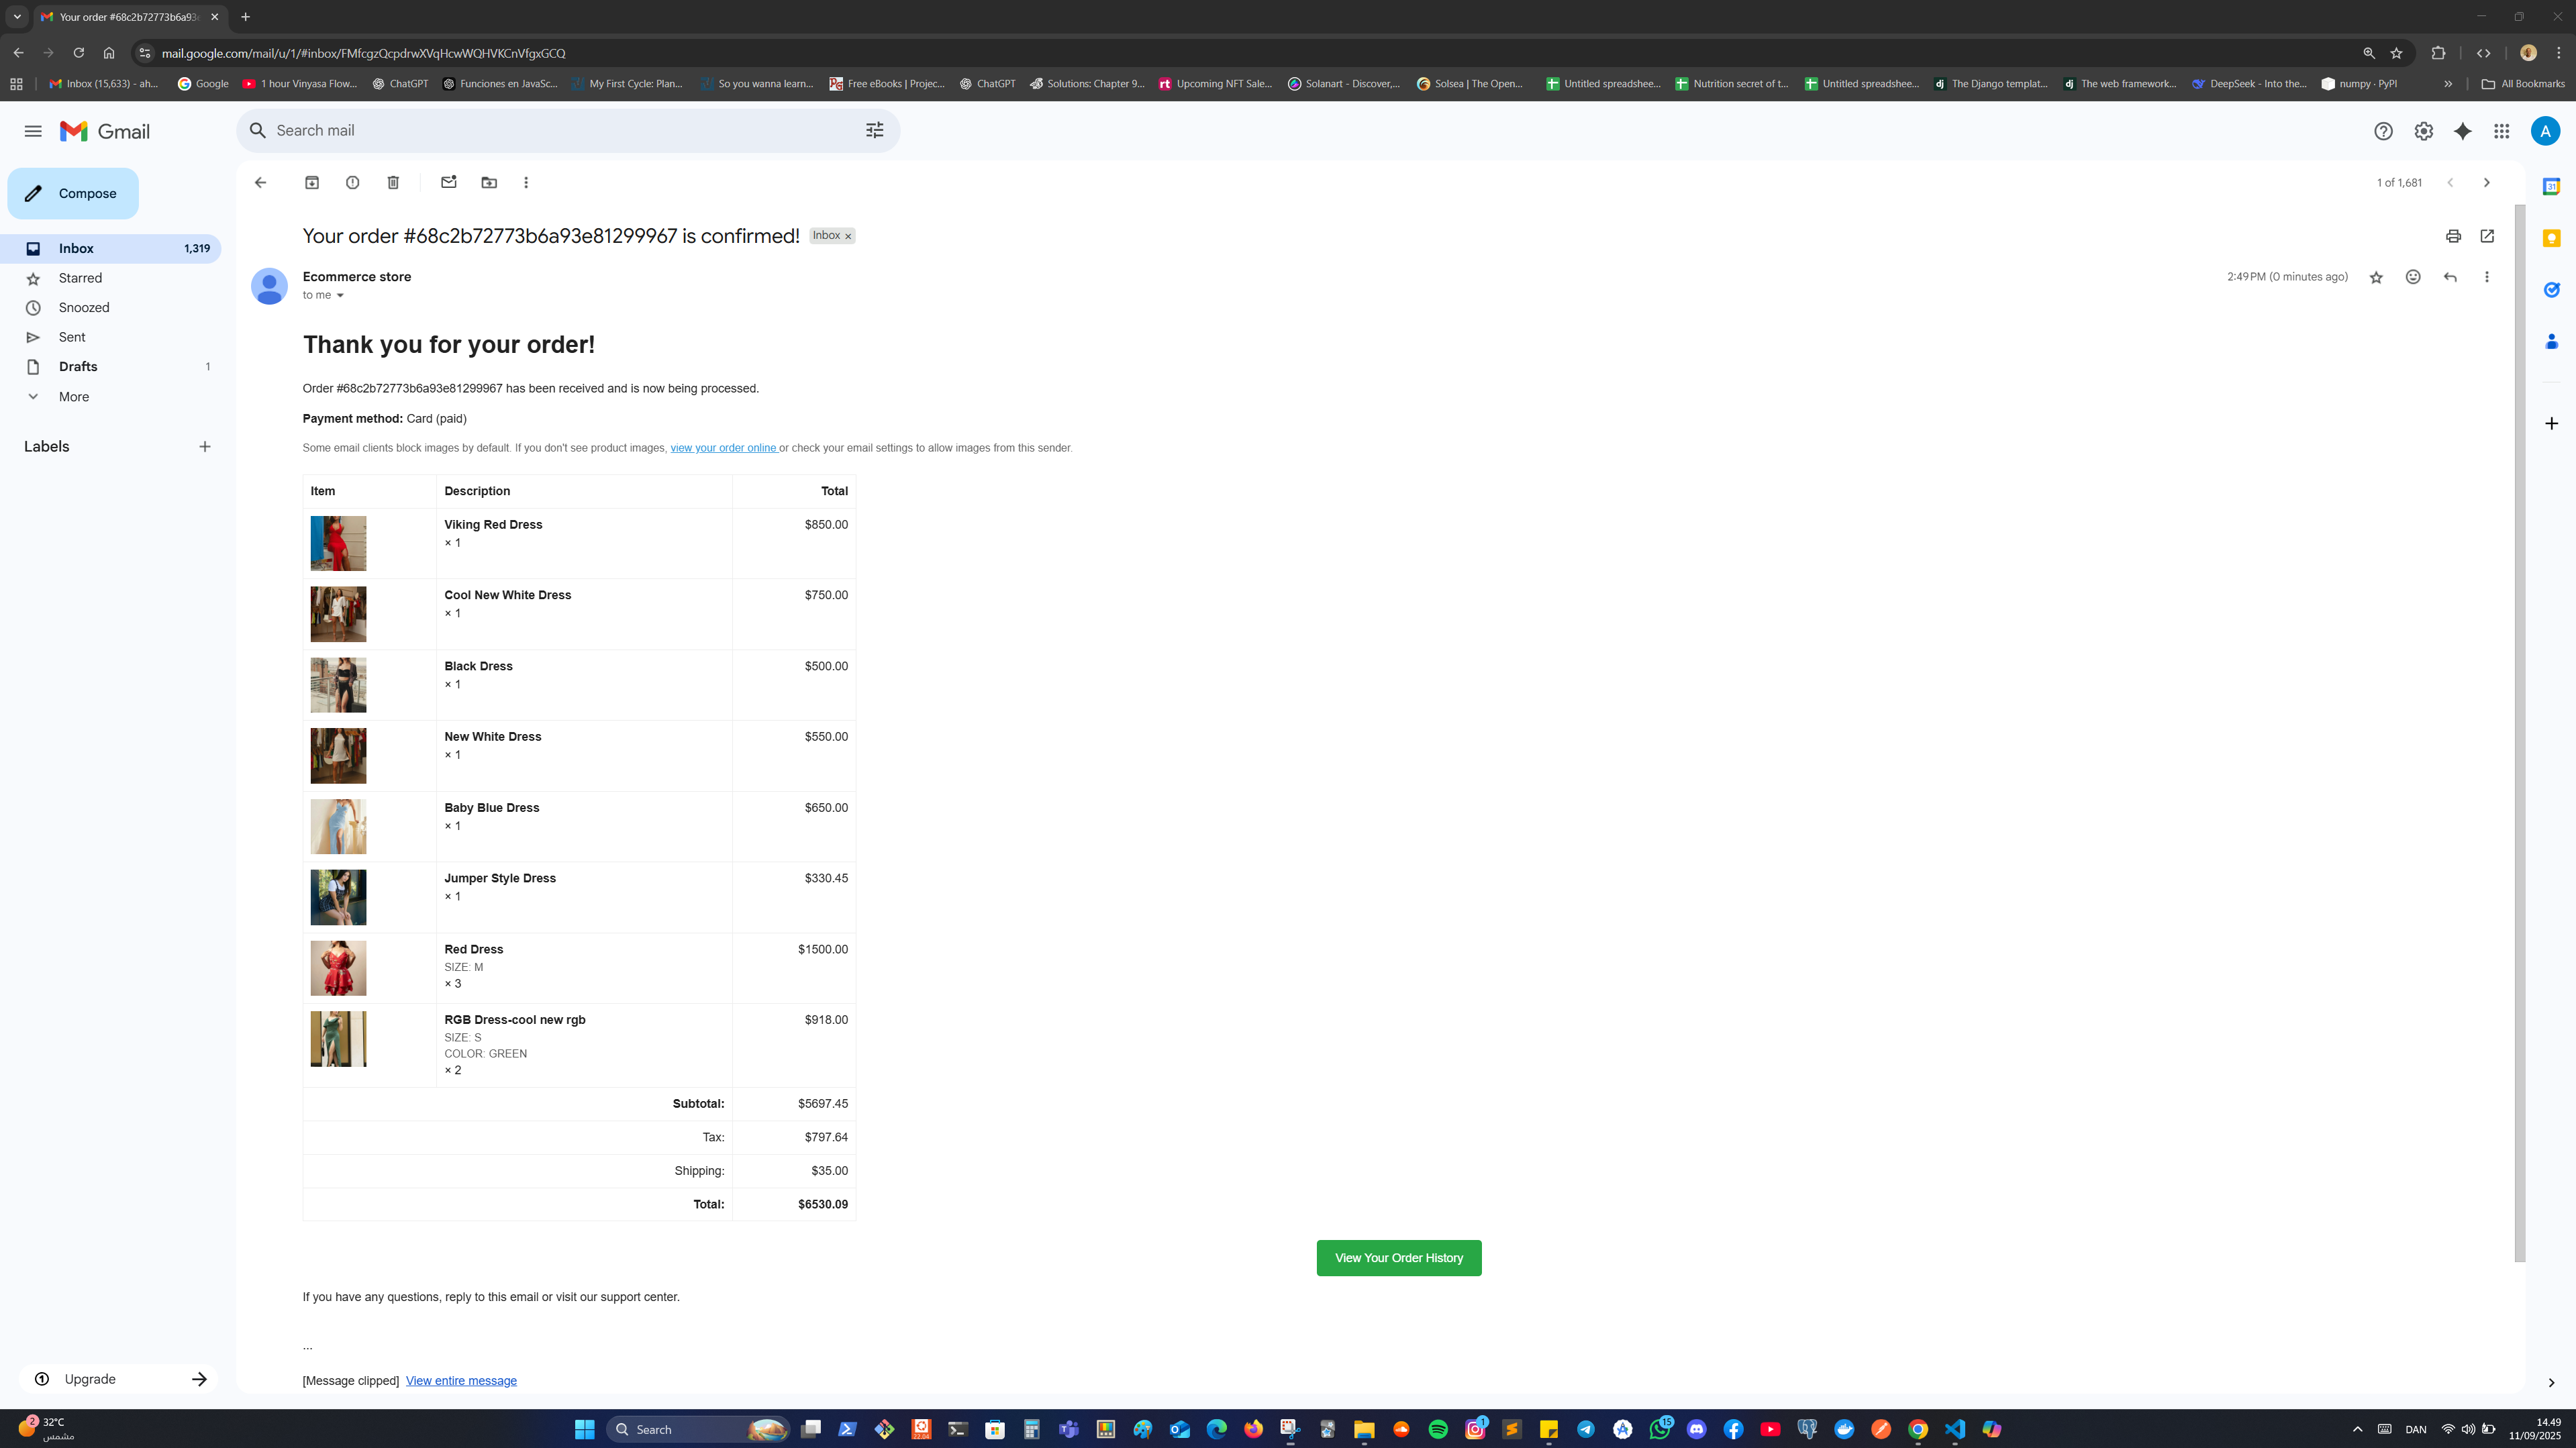 Your order #68c2b72773b6a93e
mail.google.com/mail/u/1/#inbox/FMfcgzQcpdrwXVqHcwWQHVKCnVfgxGCQ
Inbox (15,633) - ah...
Google
1 hour Vinyasa Flow...
ChatGPT
Funciones en JavaSc...
My First Cycle: Plan...
So you wanna learn...
Free eBooks | Projec...
ChatGPT
Solutions: Chapter 9...
Upcoming NFT Sale...
Solanart - Discover,...
Solsea | The Open...
Untitled spreadshee...
Nutrition secret of t...
Untitled spreadshee...
The Django templat...
The web framework...
DeepSeek - Into the...
numpy · PyPI
All Bookmarks
Gmail
Search mail
A
Compose
1 of 1,681
Inbox 1,319
Starred
Snoozed
Sent
Drafts 1
More
Labels
Your order #68c2b72773b6a93e81299967 is confirmed! Inbox ×
Ecommerce store
to me
2:49 PM (0 minutes ago)
Thank you for your order!
Order #68c2b72773b6a93e81299967 has been received and is now being processed.
Payment method: Card (paid)
Some email clients block images by default. If you don't see product images, view your order online or check your email settings to allow images from this sender.
Item Description Total
Viking Red Dress $850.00
× 1
Cool New White Dress $750.00
× 1
Black Dress $500.00
× 1
New White Dress $550.00
× 1
Baby Blue Dress $650.00
× 1
Jumper Style Dress $330.45
× 1
Red Dress $1500.00
SIZE: M
× 3
RGB Dress-cool new rgb $918.00
SIZE: S
COLOR: GREEN
× 2
Subtotal: $5697.45
Tax: $797.64
Shipping: $35.00
Total: $6530.09
View Your Order History
If you have any questions, reply to this email or visit our support center.
...
[Message clipped] View entire message
Upgrade
2
32°C
مشمس
Search
22.04
1
15
DAN
14.49
11/09/2025